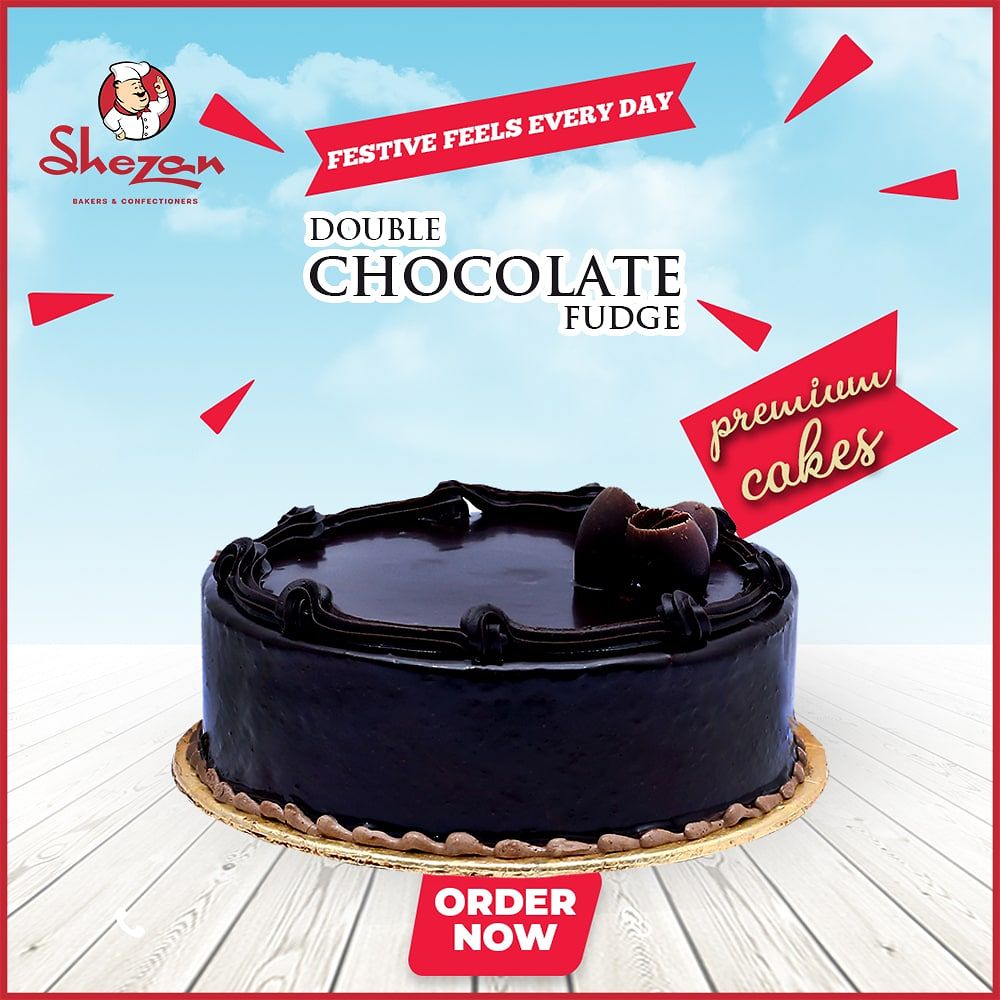 Shezan
BAKERS & CONFECTIONERS
FESTIVE FEELS EVERY DAY
DOUBLE
CHOCOLATE
FUDGE
premium
cakes
ORDER
NOW